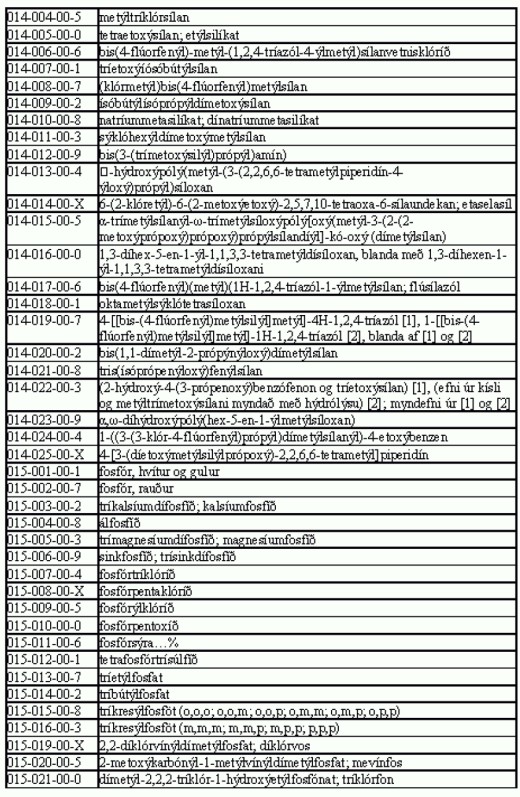 014-004-00-5 metýltríklórsílan
014-005-00-0 tetraetoxýsílan; etýlsilíkat
014-006-00-6 bis(4-flúorfenýl)-metýl-(1,2,4-tríazól-4-ýlmetýl)sílanvetnisklóríð
014-007-00-1 tríetoxýísóbútýlsílan
014-008-00-7 (klórmetýl)bis(4-flúorfenýl)metýlsílan
014-009-00-2 ísóbútýlísóprópýldímetoxýsílan
014-010-00-8 natríummetasilíkat; dínatríummetasilíkat
014-011-00-3 sýklóhexýldímetoxýmetýlsílan
014-012-00-9 bis(3-(trímetoxýsilýl)própýl)amín)
014-013-00-4 □-hýdroxýpólý(metýl-(3-(2,2,6,6-tetrametýlpiperidín-4-
ýloxý)própýl)síloxan
014-014-00-X 6-(2-klóretýl)-6-(2-metoxýetoxý)-2,5,7,10-tetraoxa-6-sílaundekan; etaselasíl
014-015-00-5 α-trímetýlsílanýl-ω-trímetýlsíloxýpólý[oxý(metýl-3-(2-(2-
metoxýprópoxý)própoxý)própýlsílandíýl]-kó-oxý (dímetýlsílan)
014-016-00-0 1,3-díhex-5-en-1-ýl-1,1,3,3-tetrametýldísíloxan, blanda með 1,3-díhexen-1-
ýl-1,1,3,3-tetrametýldísíloxani
014-017-00-6 bis(4-flúorfenýl)(metýl)(1H-1,2,4-tríazól-1-ýlmetýlsílan; flúsílazól
014-018-00-1 oktametýlsýklótetrasíloxan
014-019-00-7 4-[[bis-(4-flúorfenýl)metýlsilýl]metýl]-4H-1,2,4-tríazól [1], 1-[[bis-(4-
flúorfenýl)metýlsilýl]metýl]-1H-1,2,4-tríazól [2], blanda af [1] og [2]
014-020-00-2 bis(1,1-dímetýl-2-própýnýloxý)dímetýlsílan
014-021-00-8 tris(ísóprópenýloxý)fenýlsílan
014-022-00-3 (2-hýdroxý-4-(3-própenoxý)benzófenon og tríetoxýsílan) [1], (efni úr kísli
og metýltrímetoxýsílani myndað með hýdrólýsu) [2]; myndefni úr [1] og [2]
014-023-00-9 α,ω-díhýdroxýpólý(hex-5-en-1-ýlmetýlsíloxan)
014-024-00-4 1-((3-(3-klór-4-flúorfenýl)própýl)dímetýlsílanýl)-4-etoxýbenzen
014-025-00-X 4-[3-(díetoxýmetýlsilýlprópoxý)-2,2,6,6-tetrametýl]piperidín
015-001-00-1 fosfór, hvítur og gulur
015-002-00-7 fosfór, rauður
015-003-00-2 tríkalsíumdífosfíð; kalsíumfosfíð
015-004-00-8 álfosfíð
015-005-00-3 trímagnesíumdífosfíð; magnesíumfosfíð
015-006-00-9 sinkfosfíð; trísinkdífosfíð
015-007-00-4 fosfórtríklóríð
015-008-00-X fosfórpentaklóríð
015-009-00-5 fosfórýlklóríð
015-010-00-0 fosfórpentoxíð
015-011-00-6 fosfórsýra…%
015-012-00-1 tetrafosfórtrísúlfíð
015-013-00-7 tríetýlfosfat
015-014-00-2 tríbútýlfosfat
015-015-00-8 tríkresýlfosföt (o,o,o; o,o,m; o,o,p; o,m,m; o,m,p; o,p,p)
015-016-00-3 tríkresýlfosföt (m,m,m; m,m,p; m,p,p; p,p,p)
015-019-00-X 2,2-díklórvínýldímetýlfosfat; díklórvos
015-020-00-5 2-metoxýkarbónýl-1-metýlvínýldímetýlfosfat; mevínfos
015-021-00-0 dímetýl-2,2,2-tríklór-1-hýdroxýetýlfosfónat; tríklórfon